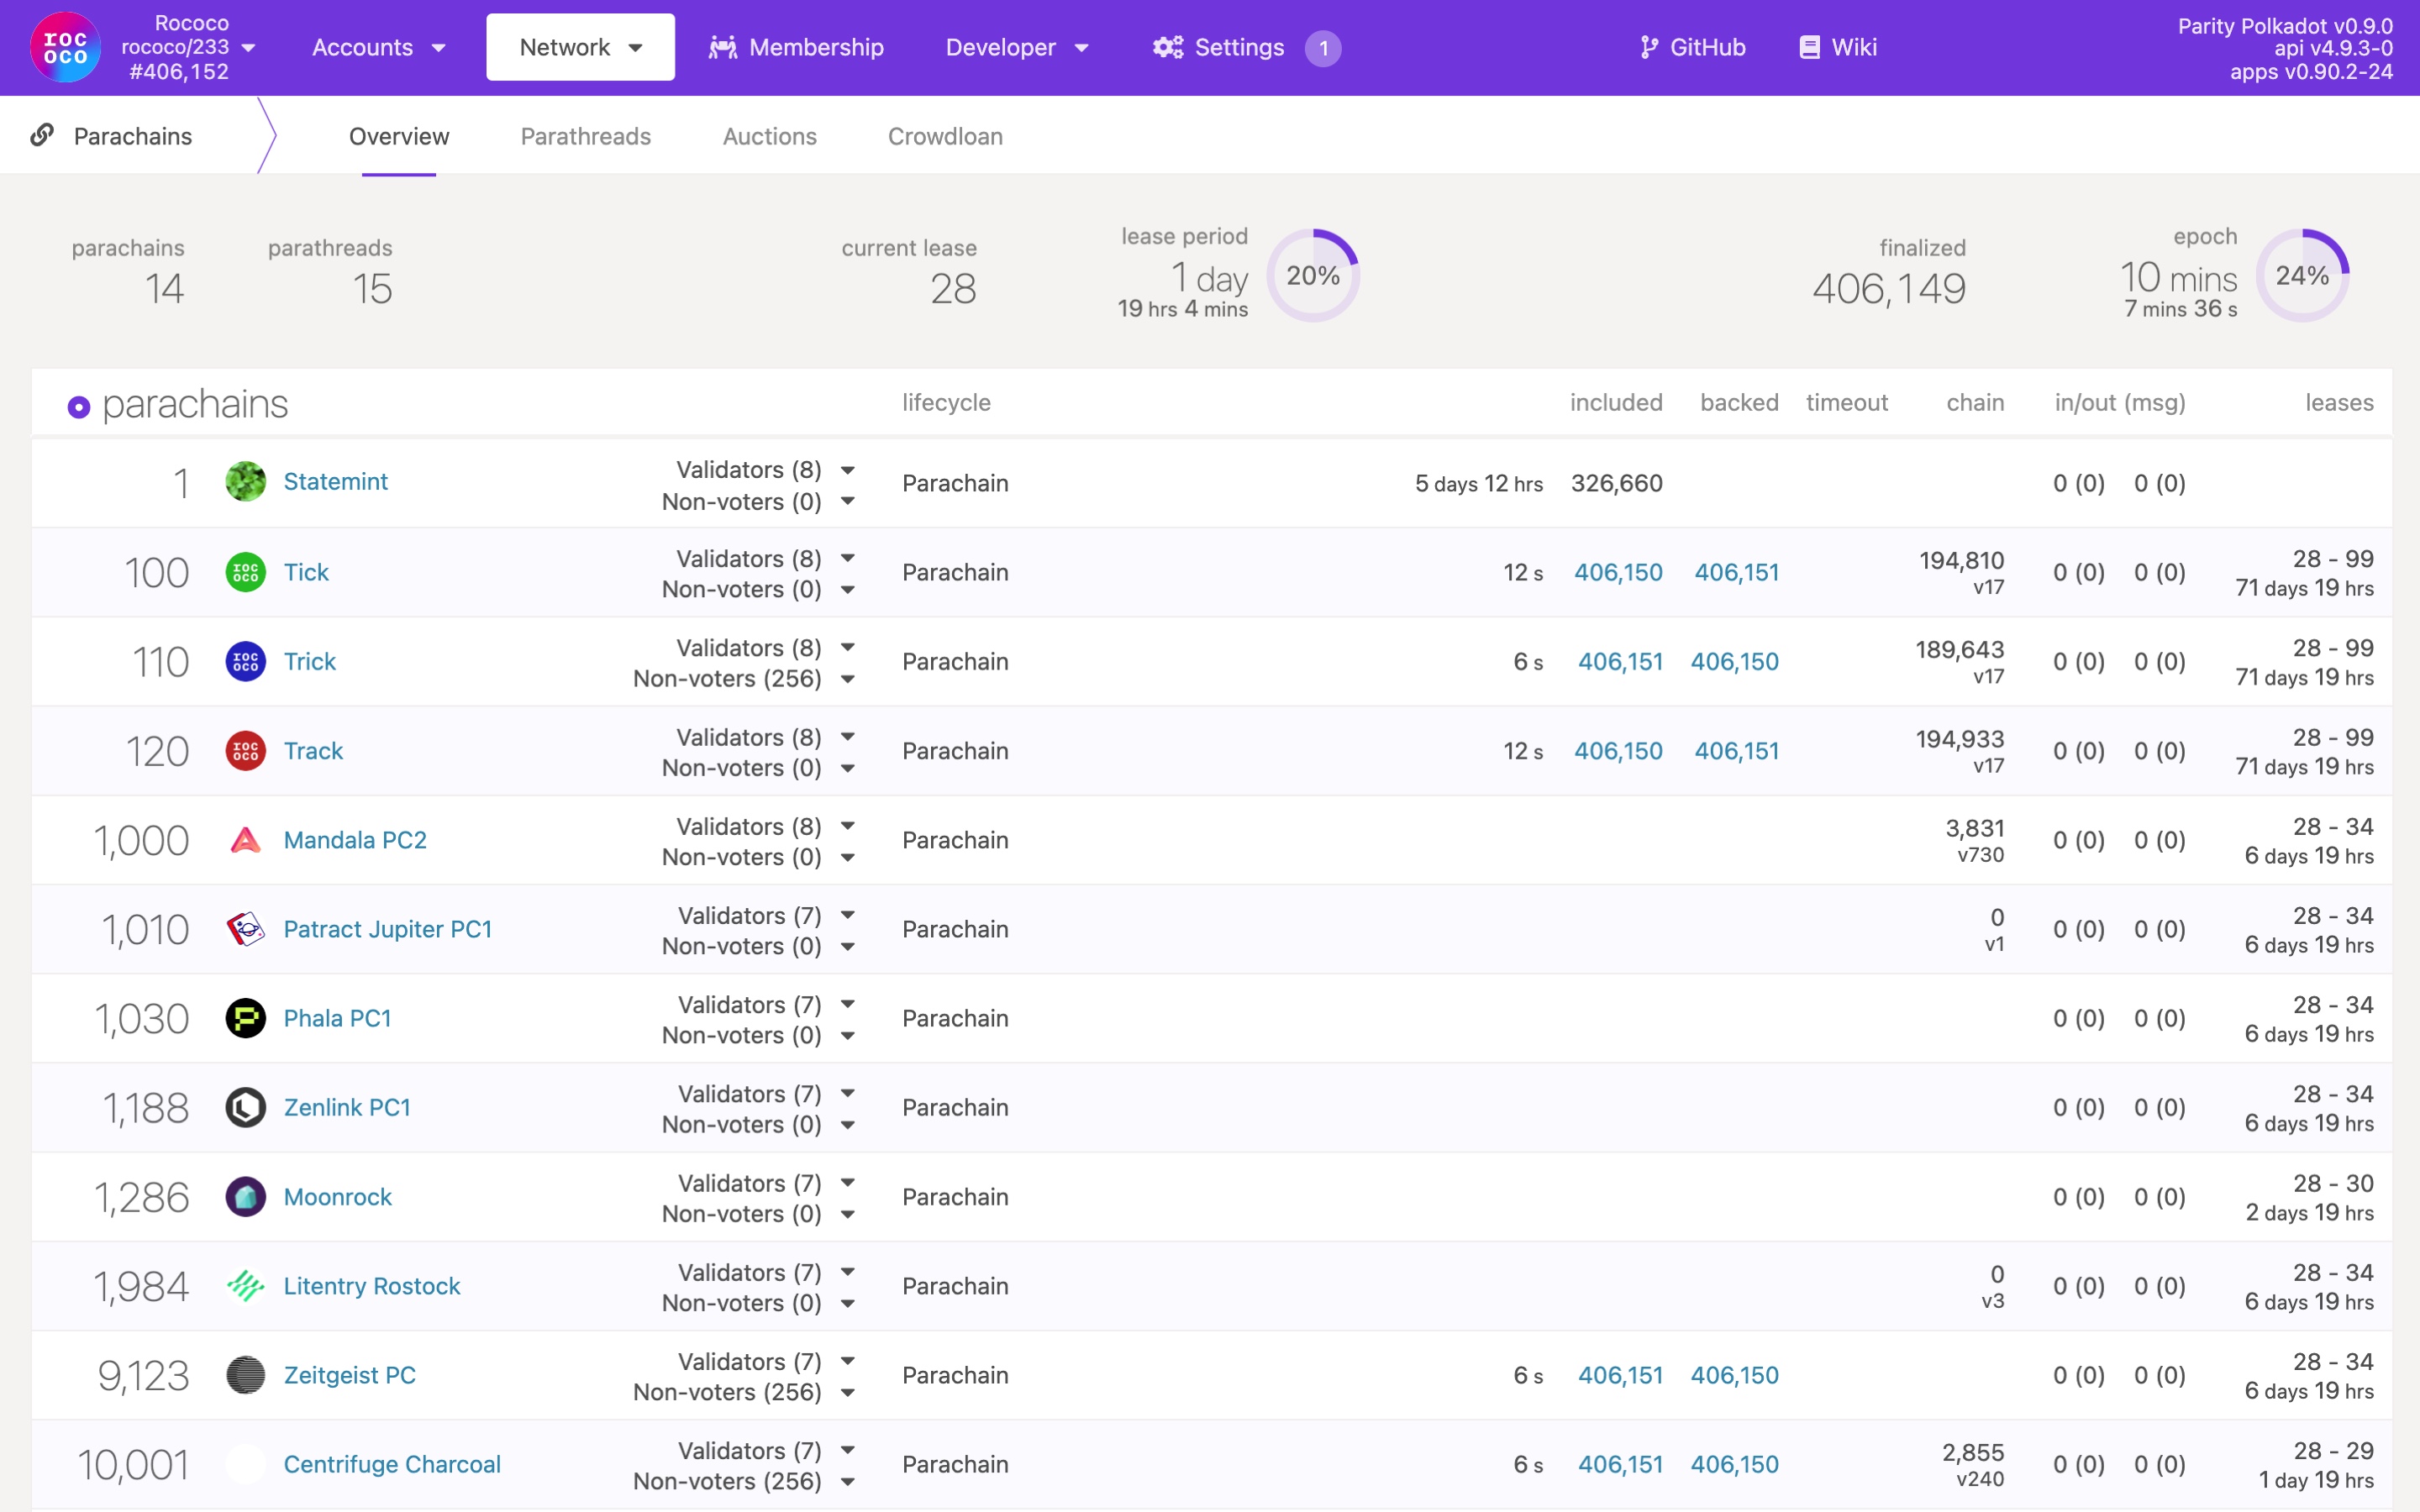 roc
oco
Rococo
rococo/233
#406,152
Accounts
Network
Membership
Developer
Settings
1
GitHub
Wiki
Parity Polkadot v0.9.0
api v4.9.3-0
apps v0.90.2-24
Parachains
Overview
Parathreads
Auctions
Crowdloan
parachains
14
parathreads
15
current lease
28
lease period
1 day
19 hrs 4 mins
20%
finalized
406,149
epoch
10 mins
7 mins 36 s
24%
parachains lifecycle included backed timeout chain in/out (msg) leases
1 Statemint
Validators (8)
Non-voters (0)
Parachain 5 days 12 hrs 326,660 0 (0) 0 (0)
100 roc
oco
Tick
Validators (8)
Non-voters (0)
Parachain 12 s 406,150 406,151
194,810
v17
0 (0) 0 (0)
28 - 99
71 days 19 hrs
110 roc
oco
Trick
Validators (8)
Non-voters (256)
Parachain 6 s 406,151 406,150
189,643
v17
0 (0) 0 (0)
28 - 99
71 days 19 hrs
120 roc
oco
Track
Validators (8)
Non-voters (0)
Parachain 12 s 406,150 406,151
194,933
v17
0 (0) 0 (0)
28 - 99
71 days 19 hrs
1,000 Mandala PC2
Validators (8)
Non-voters (0)
Parachain
3,831
v730
0 (0) 0 (0)
28 - 34
6 days 19 hrs
1,010 Patract Jupiter PC1
Validators (7)
Non-voters (0)
Parachain
0
v1
0 (0) 0 (0)
28 - 34
6 days 19 hrs
1,030 Phala PC1
Validators (7)
Non-voters (0)
Parachain
0 (0) 0 (0)
28 - 34
6 days 19 hrs
1,188 Zenlink PC1
Validators (7)
Non-voters (0)
Parachain
0 (0) 0 (0)
28 - 34
6 days 19 hrs
1,286 Moonrock
Validators (7)
Non-voters (0)
Parachain
0 (0) 0 (0)
28 - 30
2 days 19 hrs
1,984 Litentry Rostock
Validators (7)
Non-voters (0)
Parachain
0
v3
0 (0) 0 (0)
28 - 34
6 days 19 hrs
9,123 Zeitgeist PC
Validators (7)
Non-voters (256)
Parachain 6 s 406,151 406,150
0 (0) 0 (0)
28 - 34
6 days 19 hrs
10,001 Centrifuge Charcoal
Validators (7)
Non-voters (256)
Parachain 6 s 406,151 406,150
2,855
v240
0 (0) 0 (0)
28 - 29
1 day 19 hrs